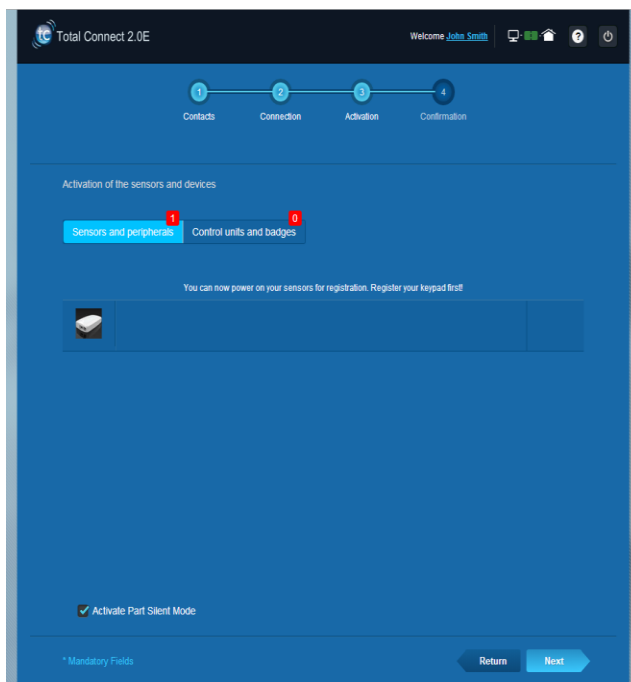 tc Total Connect 2.0E
Welcome John Smith
?
1 2 3 4
Contacts Connection Activation Confirmation
Activation of the sensors and devices
1 0
Sensors and peripherals Control units and badges
You can now power on your sensors for registration. Register your keypad first!
Activate Part Silent Mode
* Mandatory Fields Return Next